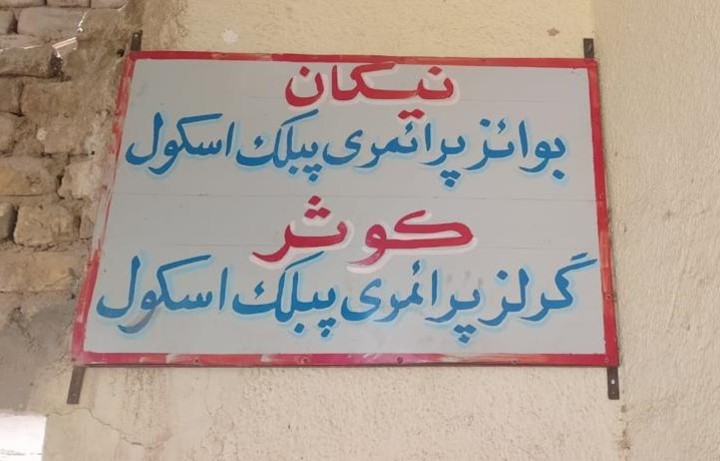 نیکان
بوائز پرائمری پبلک اسکول
کوثر
گرلز پرائمری پبلک اسکول